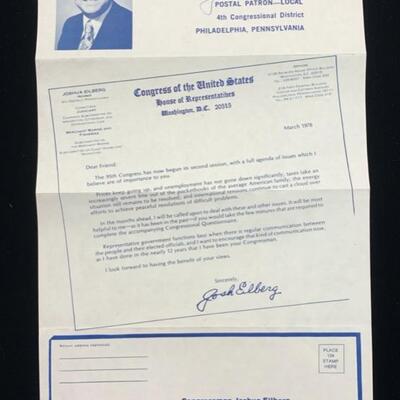 POSTAL PATRON—LOCAL
4th Congressional District
PHILADELPHIA, PENNSYLVANIA
JOSHUA EILBERG
Congress of the United States
House of Representatives
Washington, D.C. 20515
March 1978
Dear Friend:
The 95th Congress has now begun its second session, with a full agenda of issues which I
believe are of importance to you.
Prices keep going up, and unemployment has not gone down significantly, taxes take an
increasingly severe bite out of the pocketbooks of the average American family, the energy
situation still remains to be resolved; and international tensions continue to cast a cloud over
efforts to achieve peaceful resolutions of difficult problems.
In the months ahead, I will be called upon to deal with these and other issues. It will be most
helpful to me—as it has been in the past—if you would take the few minutes that are required to
complete the accompanying Congressional Questionnaire.
Representative government functions best when there is regular communication between
the people and their elected officials, and I want to encourage that kind of communication now,
as I have done in the nearly 12 years that I have been your Congressman.
I look forward to having the benefit of your views.
Sincerely,
Josh Eilberg
Return address (optional)
PLACE
STAMP
HERE
Congressman Joshua Eilberg